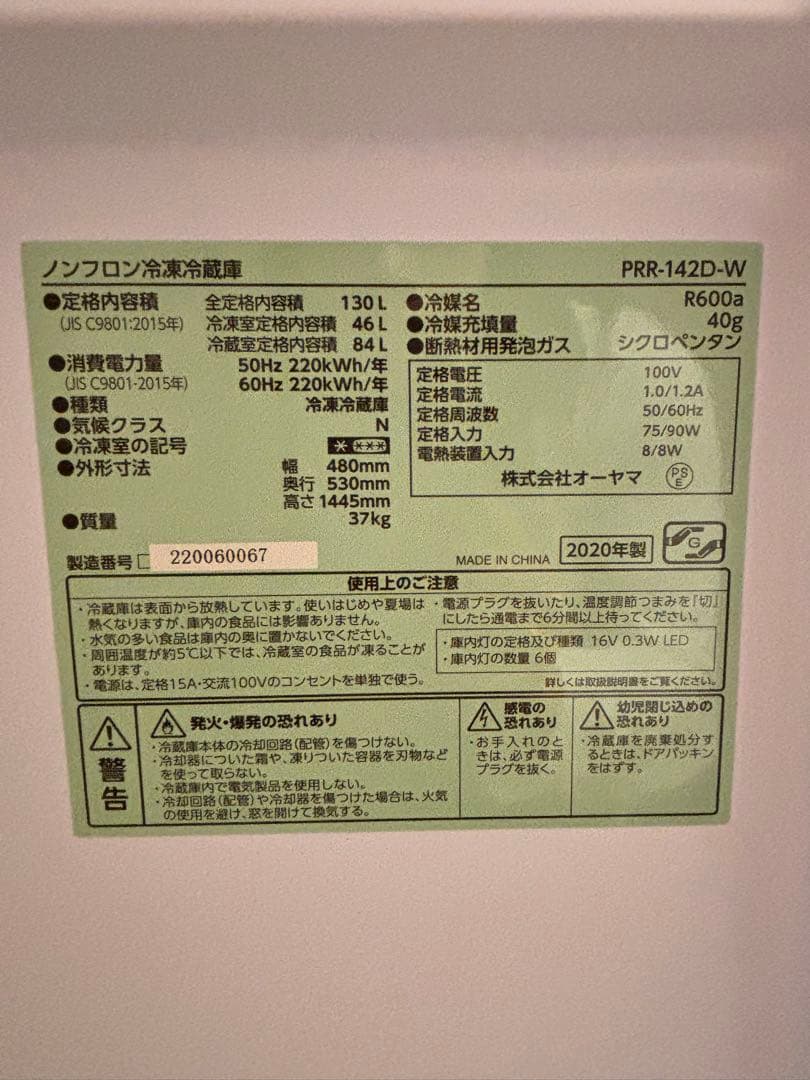 ノンフロン冷凍冷蔵庫 PRR-142D-W
●定格内容積 全定格内容積 130 L
(JIS C9801:2015年) 冷凍室定格内容積 46 L
冷蔵室定格内容積 84 L
●消費電力量 50Hz 220kWh/年
(JIS C9801-2015年) 60Hz 220kWh/年
●種類 冷凍冷蔵庫
●気候クラス N
●冷凍室の記号 * ***
●外形寸法 幅 480mm
奥行 530mm
高さ 1445mm
●質量 37kg
●冷媒名 R600a
●冷媒充填量 40g
●断熱材用発泡ガス シクロペンタン
定格電圧 100V
定格電流 1.0/1.2A
定格周波数 50/60Hz
定格入力 75/90W
電熱装置入力 8/8W
株式会社オーヤマ PSE
製造番号 220060067
MADE IN CHINA 2020年製 G
使用上のご注意
・冷蔵庫は表面から放熱しています。使いはじめや夏場は
熱くなりますが、庫内の食品には影響ありません。
・水気の多い食品は庫内の奥に置かないでください。
・周囲温度が約5℃以下では、冷蔵室の食品が凍ることが
あります。
・電源は、定格15A・交流100Vのコンセントを単独で使う。
・電源プラグを抜いたり、温度調節つまみを『切』
にしたら通電まで6分間以上待ってください。
・庫内灯の定格及び種類 16V 0.3W LED
・庫内灯の数量 6個
詳しくは取扱説明書をご覧ください。
警告
発火・爆発の恐れあり
・冷蔵庫本体の冷却回路(配管)を傷つけない。
・冷却器についた霜や、凍りついた容器を刃物など
を使って取らない。
・冷蔵庫内で電気製品を使用しない。
・冷却回路(配管)や冷却器を傷つけた場合は、火気
の使用を避け、窓を開けて換気する。
感電の
恐れあり
・お手入れのと
きは、必ず電源
プラグを抜く。
幼児閉じ込めの
恐れあり
・冷蔵庫を廃棄処分す
るときは、ドアパッキン
をはずす。